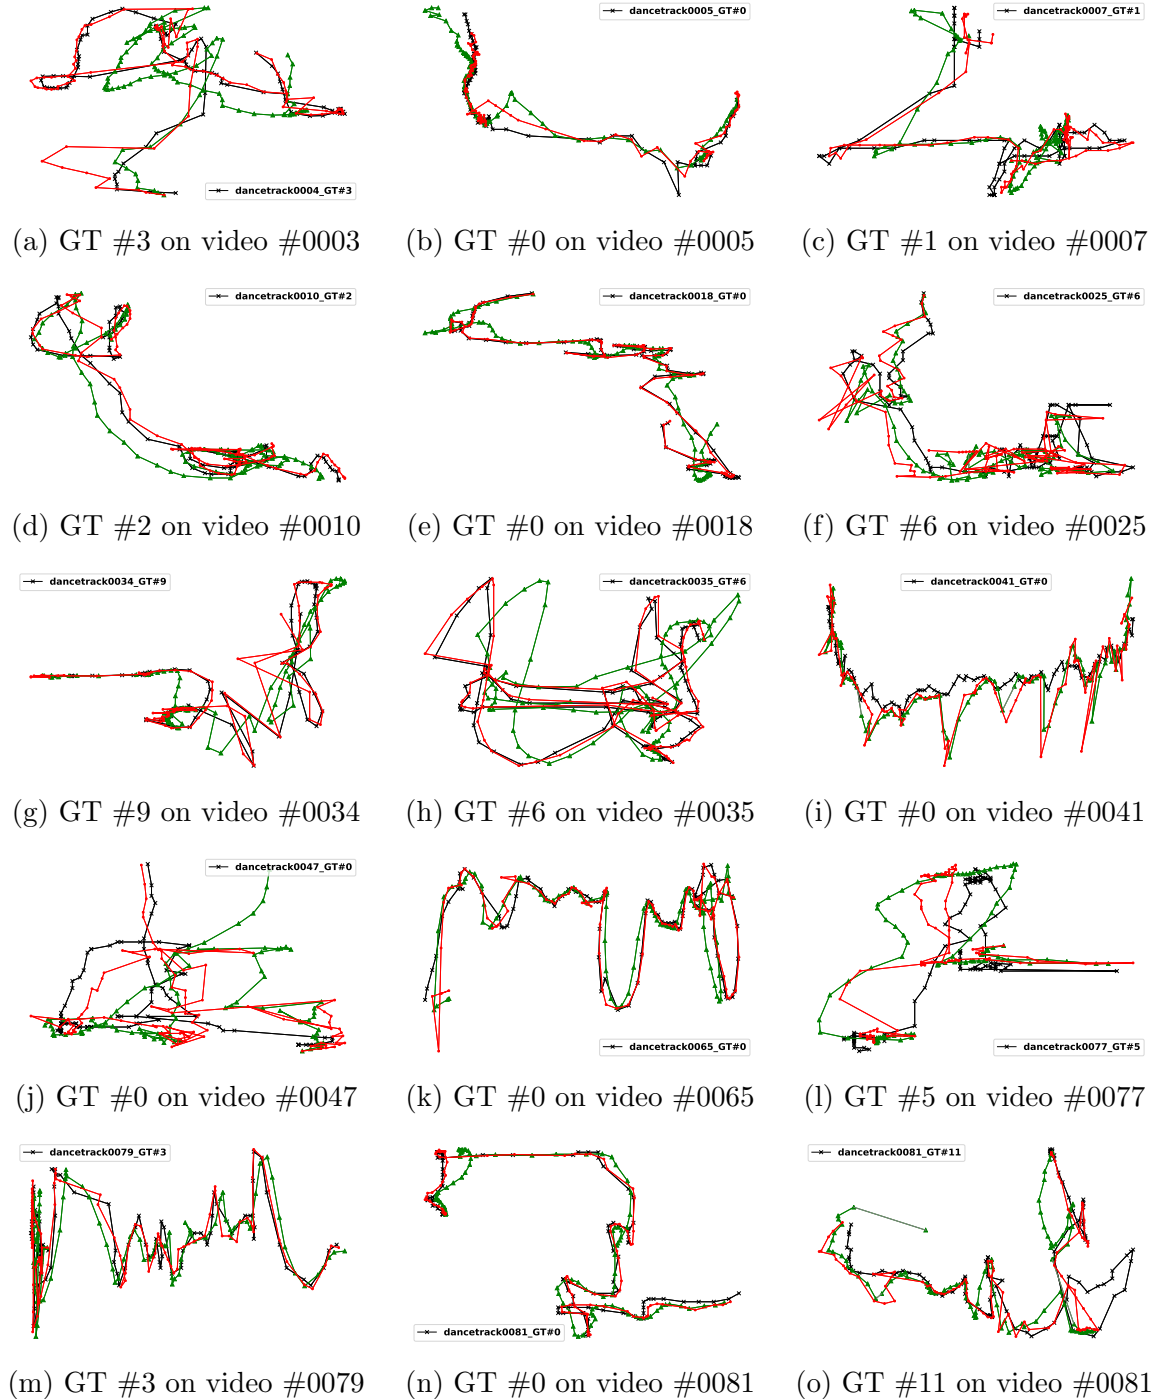 dancetrack0004_GT#3
dancetrack0005_GT#0
dancetrack0007_GT#1
(a) GT #3 on video #0003
(b) GT #0 on video #0005
(c) GT #1 on video #0007
dancetrack0010_GT#2
dancetrack0018_GT#0
dancetrack0025_GT#6
(d) GT #2 on video #0010
(e) GT #0 on video #0018
(f) GT #6 on video #0025
dancetrack0034_GT#9
dancetrack0035_GT#6
dancetrack0041_GT#0
(g) GT #9 on video #0034
(h) GT #6 on video #0035
(i) GT #0 on video #0041
dancetrack0047_GT#0
dancetrack0065_GT#0
dancetrack0077_GT#5
(j) GT #0 on video #0047
(k) GT #0 on video #0065
(l) GT #5 on video #0077
dancetrack0079_GT#3
dancetrack0081_GT#0
dancetrack0081_GT#11
(m) GT #3 on video #0079
(n) GT #0 on video #0081
(o) GT #11 on video #0081